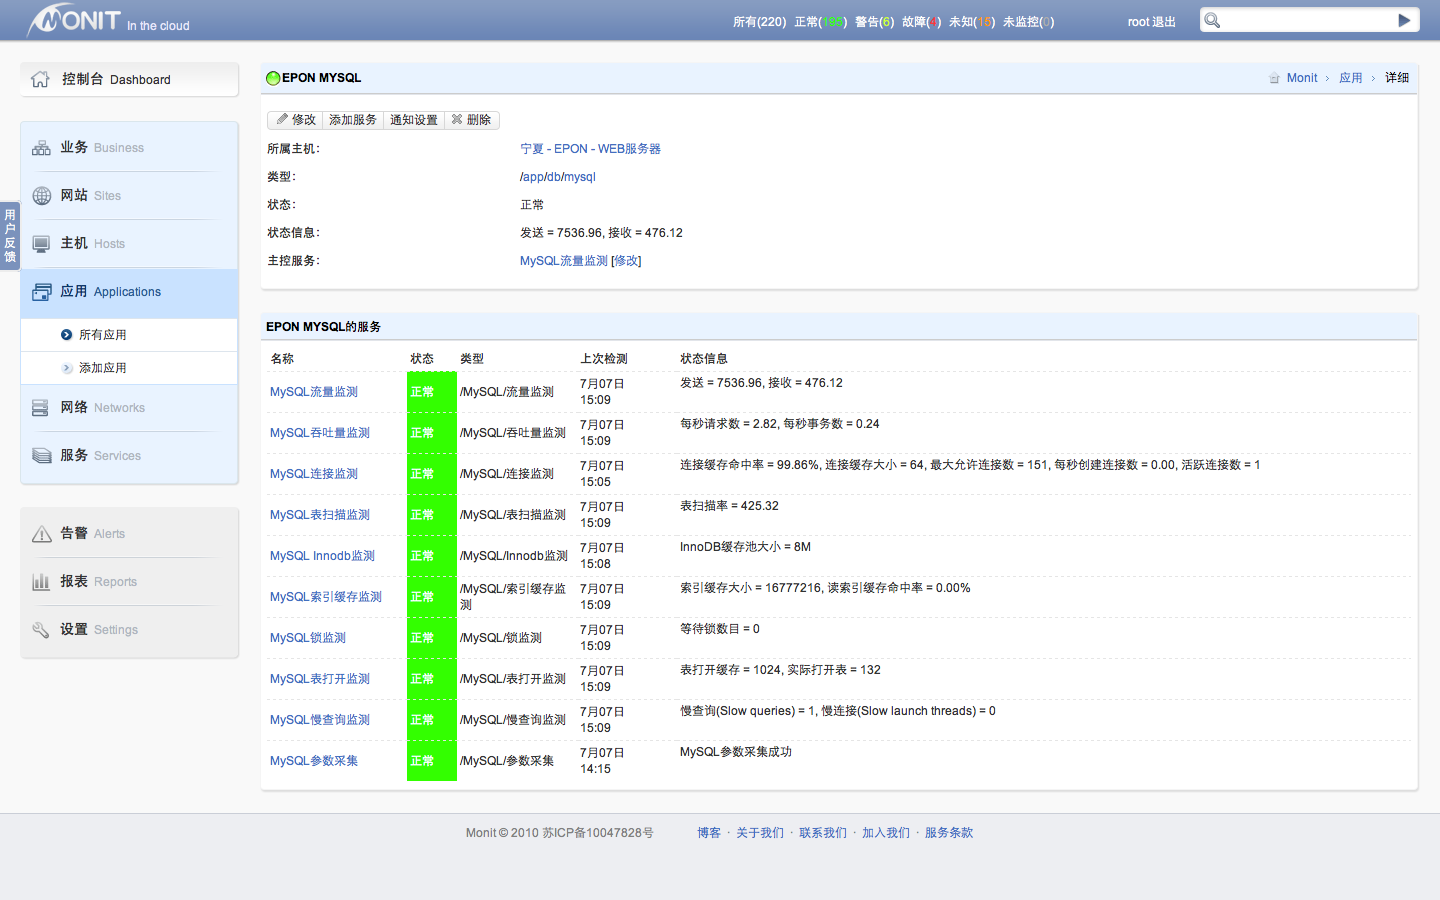 MONIT In the cloud
所有(220) 正常(195) 警告(6) 故障(4) 未知(15) 未监控(0)
root 退出
控制台 Dashboard
业务 Business
网站 Sites
主机 Hosts
应用 Applications
所有应用
添加应用
网络 Networks
服务 Services
告警 Alerts
报表 Reports
设置 Settings
用户反馈
EPON MYSQL
Monit › 应用 › 详细
修改 添加服务 通知设置 删除
所属主机: 宁夏 - EPON - WEB服务器
类型: /app/db/mysql
状态: 正常
状态信息: 发送 = 7536.96, 接收 = 476.12
主控服务: MySQL流量监测 [修改]
EPON MYSQL的服务
名称 状态 类型 上次检测 状态信息
MySQL流量监测 正常 /MySQL/流量监测 7月07日 15:09 发送 = 7536.96, 接收 = 476.12
MySQL吞吐量监测 正常 /MySQL/吞吐量监测 7月07日 15:09 每秒请求数 = 2.82, 每秒事务数 = 0.24
MySQL连接监测 正常 /MySQL/连接监测 7月07日 15:05 连接缓存命中率 = 99.86%, 连接缓存大小 = 64, 最大允许连接数 = 151, 每秒创建连接数 = 0.00, 活跃连接数 = 1
MySQL表扫描监测 正常 /MySQL/表扫描监测 7月07日 15:09 表扫描率 = 425.32
MySQL Innodb监测 正常 /MySQL/Innodb监测 7月07日 15:08 InnoDB缓存池大小 = 8M
MySQL索引缓存监测 正常 /MySQL/索引缓存监测 7月07日 15:09 索引缓存大小 = 16777216, 读索引缓存命中率 = 0.00%
MySQL锁监测 正常 /MySQL/锁监测 7月07日 15:09 等待锁数目 = 0
MySQL表打开监测 正常 /MySQL/表打开监测 7月07日 15:09 表打开缓存 = 1024, 实际打开表 = 132
MySQL慢查询监测 正常 /MySQL/慢查询监测 7月07日 15:09 慢查询(Slow queries) = 1, 慢连接(Slow launch threads) = 0
MySQL参数采集 正常 /MySQL/参数采集 7月07日 14:15 MySQL参数采集成功
Monit © 2010 苏ICP备10047828号 博客 · 关于我们 · 联系我们 · 加入我们 · 服务条款